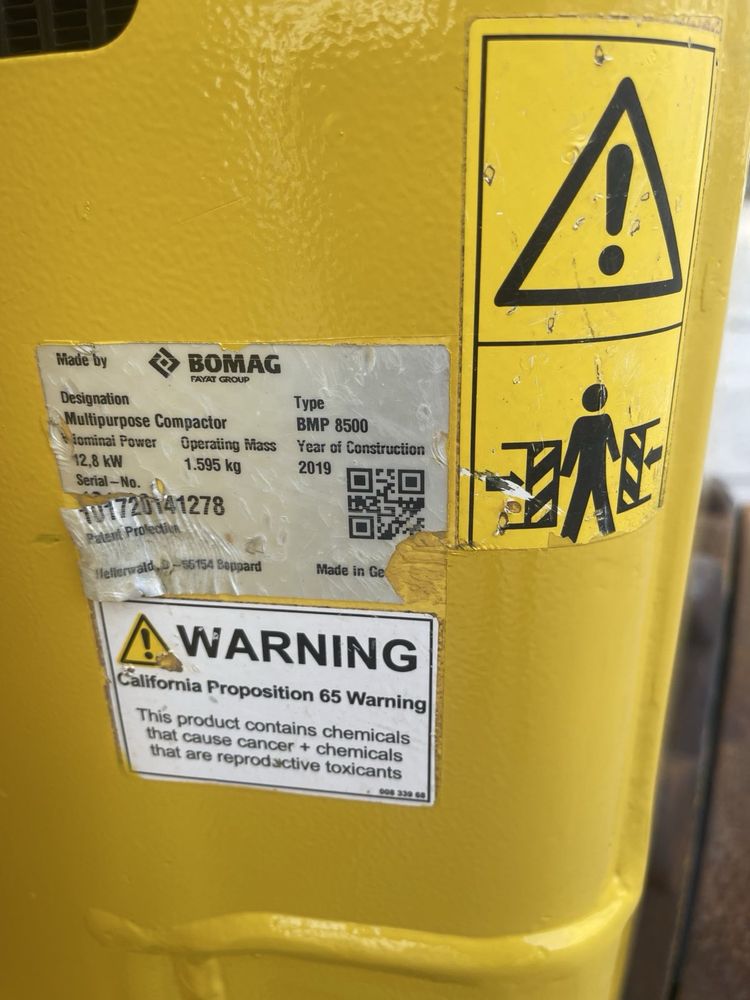 Made by BOMAG
FAYAT GROUP
Designation Type
Multipurpose Compactor BMP 8500
Nominal Power Operating Mass Year of Construction
12,8 kW 1.595 kg 2019
Serial-No.
101720141278
Patent Protection
Hellerwald, D-56154 Boppard Made in Ge
WARNING
California Proposition 65 Warning
This product contains chemicals
that cause cancer + chemicals
that are reproductive toxicants
008 339 68